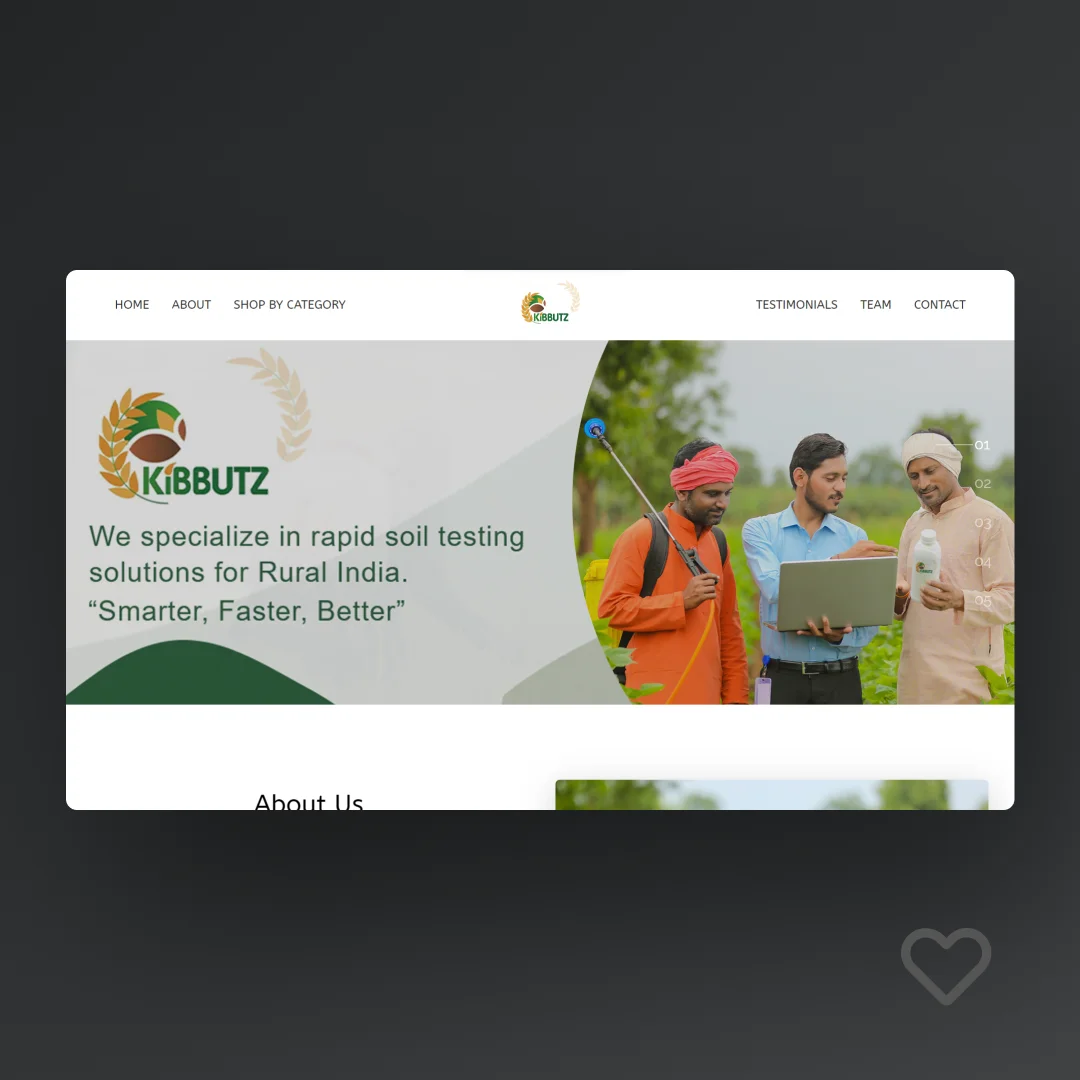 HOME ABOUT SHOP BY CATEGORY KiBBUTZ TESTIMONIALS TEAM CONTACT
KiBBUTZ
We specialize in rapid soil testing
solutions for Rural India.
“Smarter, Faster, Better”
01
02
03
04
05
KiBBUTZ
About Us